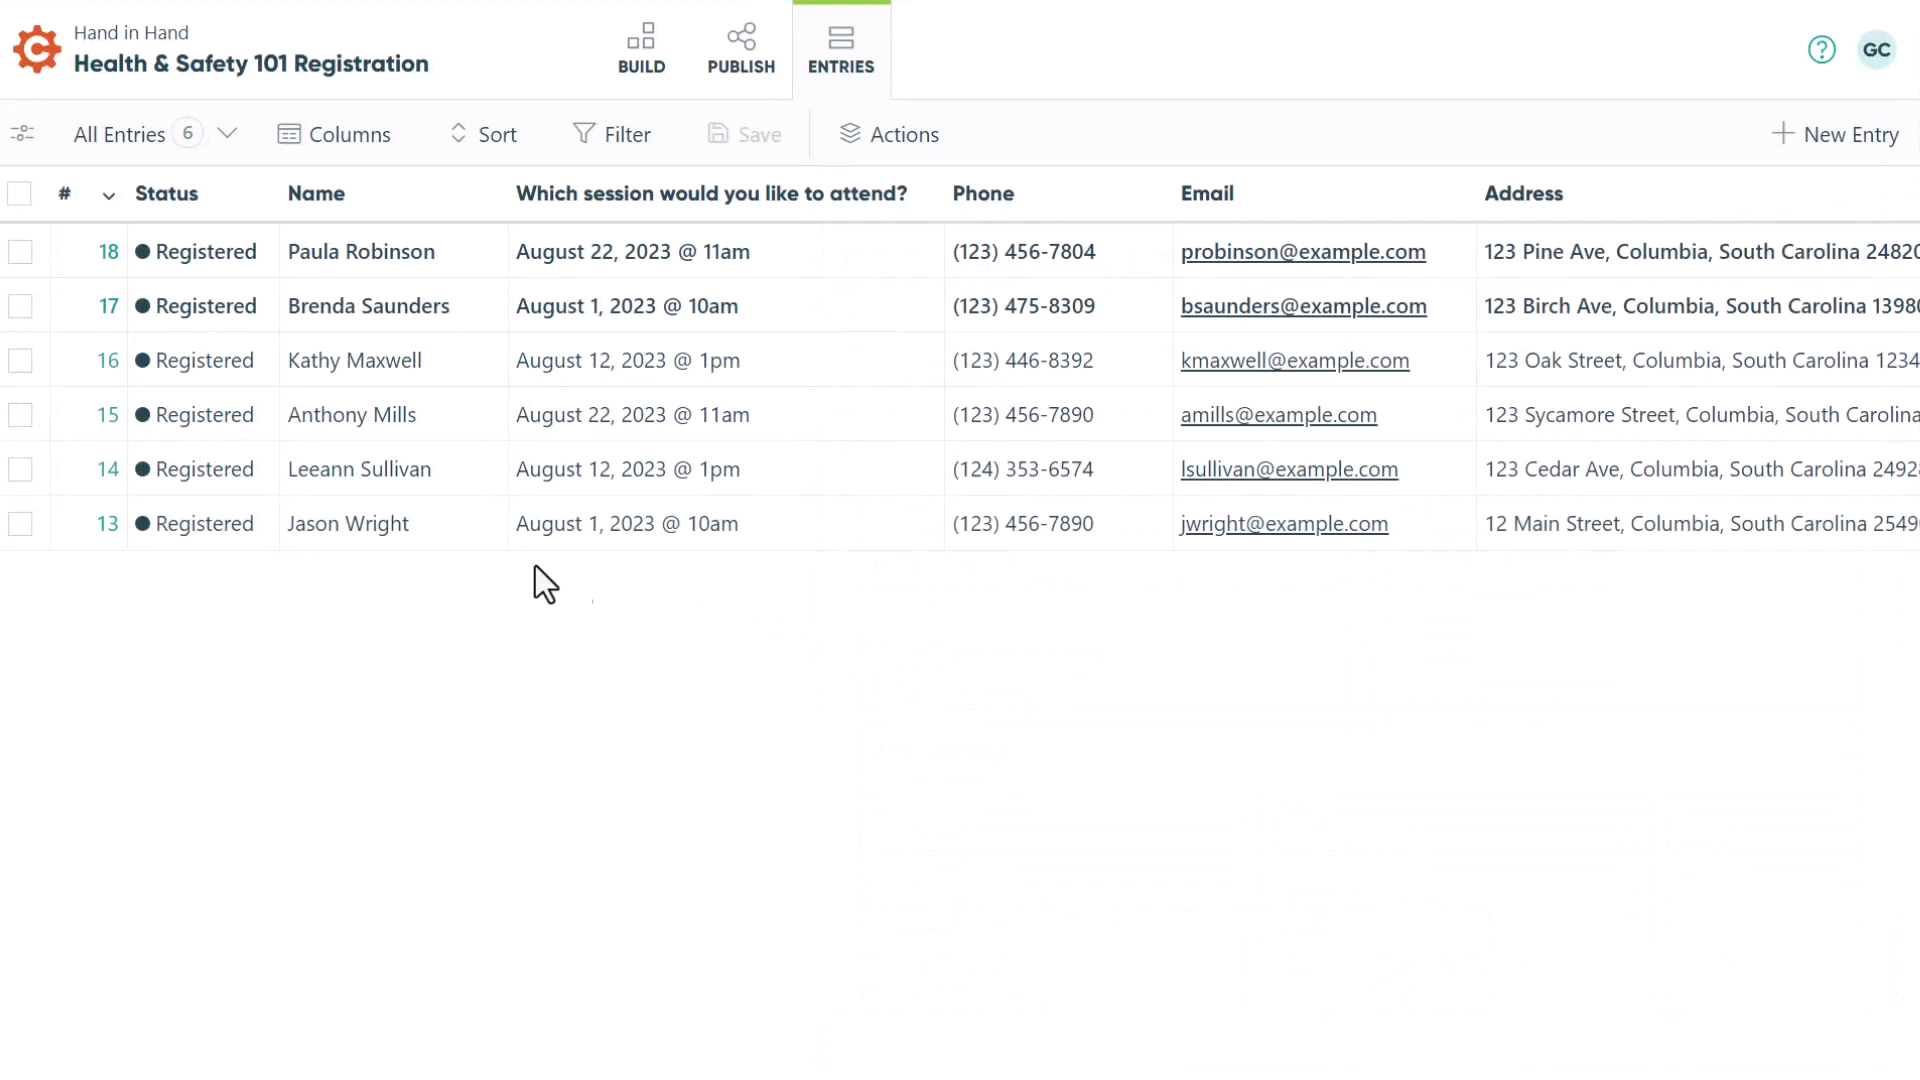 Hand in Hand
Health & Safety 101 Registration
BUILD PUBLISH ENTRIES
GC
All Entries 6 Columns Sort Filter Save Actions New Entry
# Status Name Which session would you like to attend? Phone Email Address
18 Registered Paula Robinson August 22, 2023 @ 11am (123) 456-7804 probinson@example.com 123 Pine Ave, Columbia, South Carolina 24820
17 Registered Brenda Saunders August 1, 2023 @ 10am (123) 475-8309 bsaunders@example.com 123 Birch Ave, Columbia, South Carolina 13980
16 Registered Kathy Maxwell August 12, 2023 @ 1pm (123) 446-8392 kmaxwell@example.com 123 Oak Street, Columbia, South Carolina 1234
15 Registered Anthony Mills August 22, 2023 @ 11am (123) 456-7890 amills@example.com 123 Sycamore Street, Columbia, South Carolina
14 Registered Leeann Sullivan August 12, 2023 @ 1pm (124) 353-6574 lsullivan@example.com 123 Cedar Ave, Columbia, South Carolina 2492
13 Registered Jason Wright August 1, 2023 @ 10am (123) 456-7890 jwright@example.com 12 Main Street, Columbia, South Carolina 2549